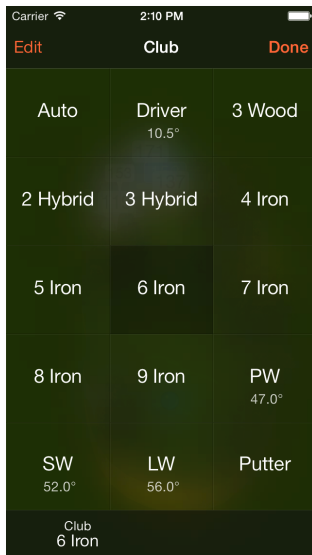 Carrier 2:10 PM
Edit Club Done
Auto Driver 3 Wood
10.5°
2 Hybrid 3 Hybrid 4 Iron
5 Iron 6 Iron 7 Iron
8 Iron 9 Iron PW
47.0°
SW LW Putter
52.0° 56.0°
Club
6 Iron